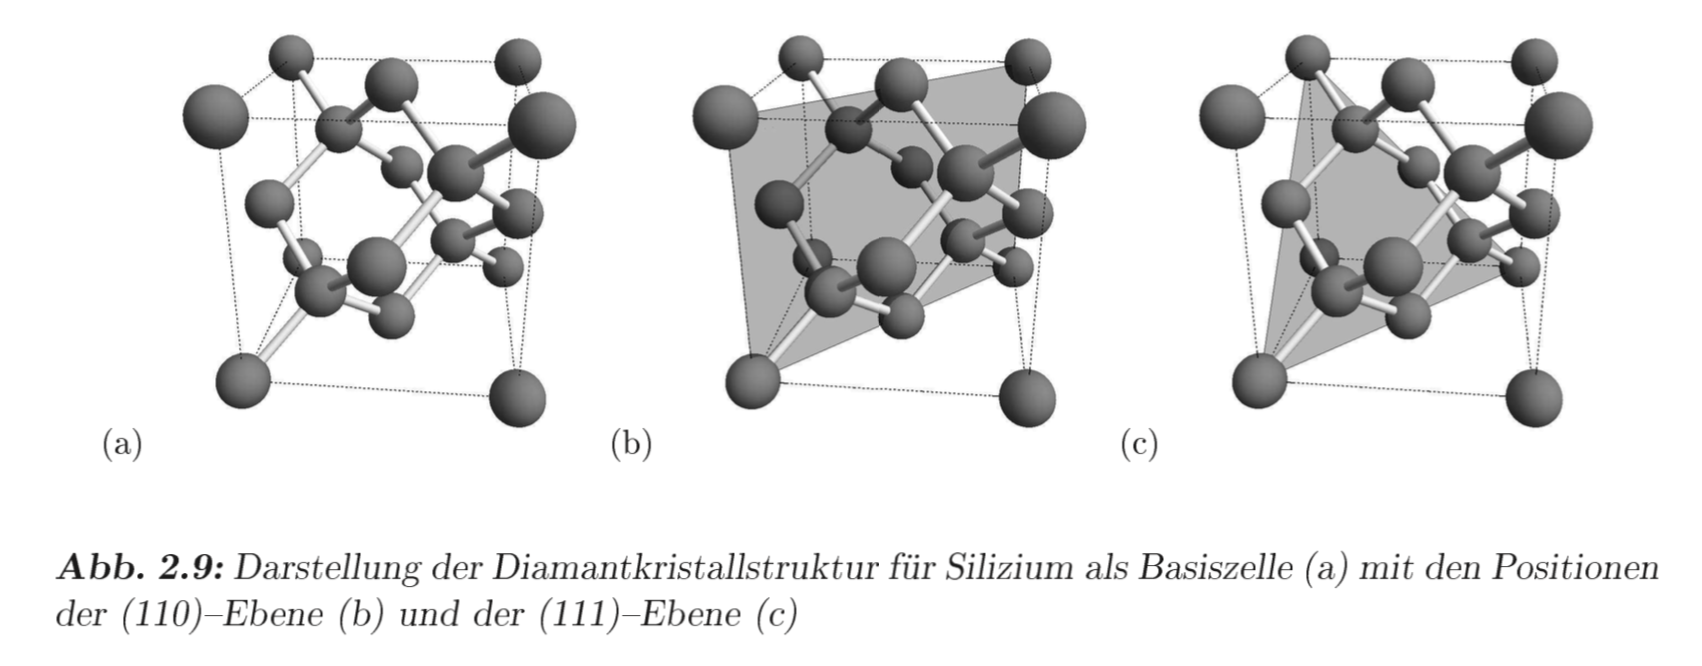 (a) (b) (c)
Abb. 2.9: Darstellung der Diamantkristallstruktur für Silizium als Basiszelle (a) mit den Positionen
der (110)–Ebene (b) und der (111)–Ebene (c)